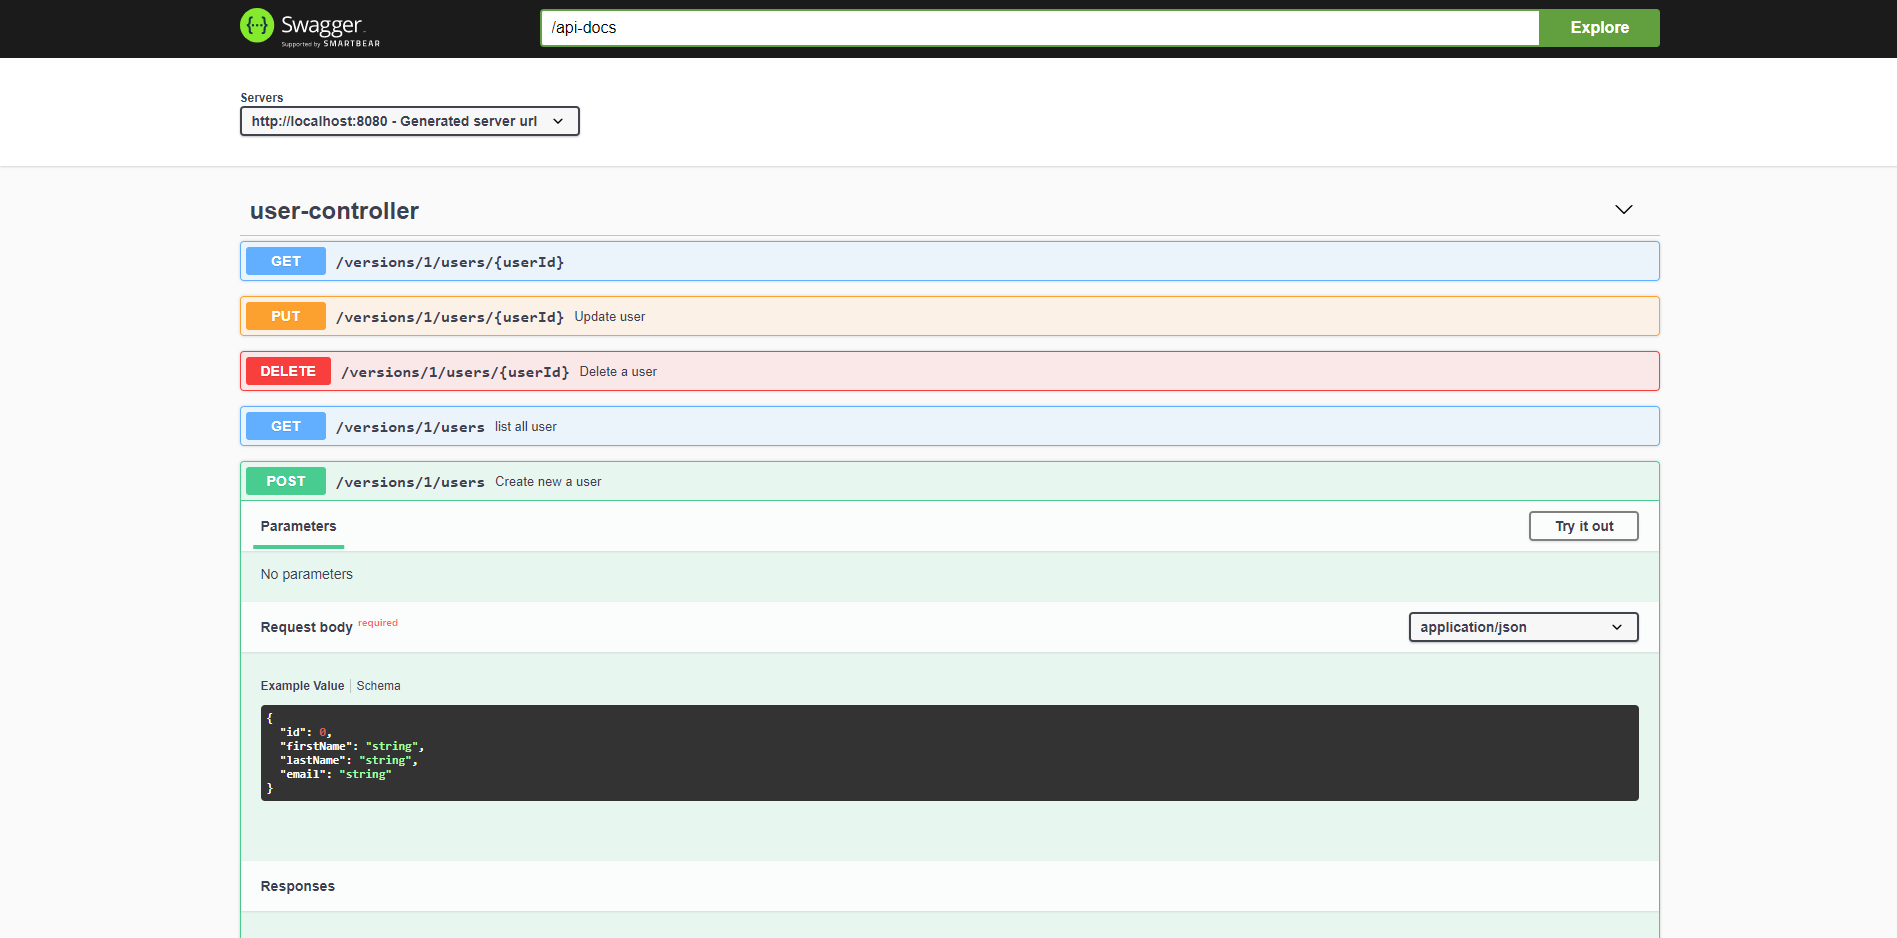 Swagger
Supported by SMARTBEAR
/api-docs
Explore
Servers
http://localhost:8080 - Generated server url
user-controller
GET /versions/1/users/{userId}
PUT /versions/1/users/{userId} Update user
DELETE /versions/1/users/{userId} Delete a user
GET /versions/1/users list all user
POST /versions/1/users Create new a user
Parameters
Try it out
No parameters
Request body required
application/json
Example Value Schema
{
"id": 0,
"firstName": "string",
"lastName": "string",
"email": "string"
}
Responses